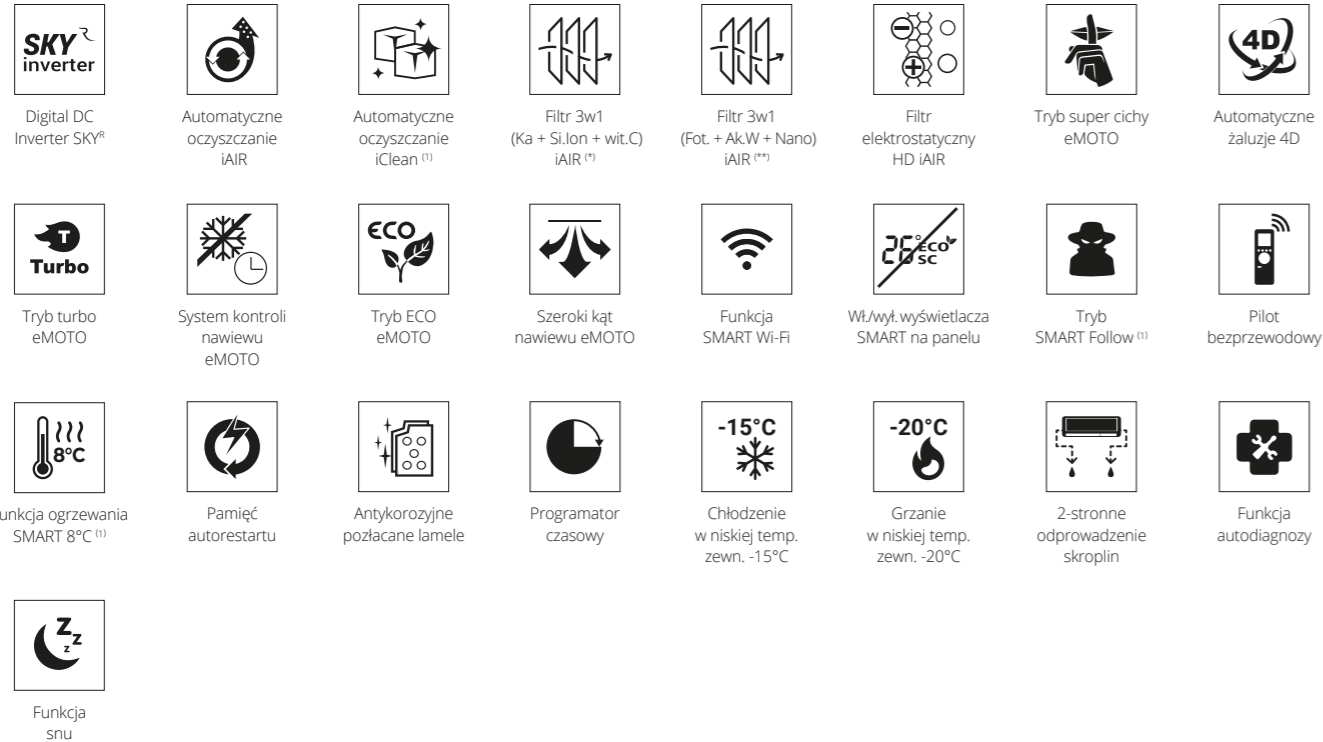 SKY R
inverter
Digital DC
Inverter SKYᴿ
Automatyczne
oczyszczanie
iAIR
Automatyczne
oczyszczanie
iClean (1)
Filtr 3w1
(Ka + Si.Ion + wit.C)
iAIR (*)
Filtr 3w1
(Fot. + Ak.W + Nano)
iAIR (**)
Filtr
elektrostatyczny
HD iAIR
Tryb super cichy
eMOTO
4D
Automatyczne
żaluzje 4D
T
Turbo
Tryb turbo
eMOTO
System kontroli
nawiewu
eMOTO
ECO
Tryb ECO
eMOTO
Szeroki kąt
nawiewu eMOTO
Funkcja
SMART Wi-Fi
26° ECO
SC
Wł./wył. wyświetlacza
SMART na panelu
Tryb
SMART Follow (1)
Pilot
bezprzewodowy
8°C
unkcja ogrzewania
SMART 8°C (1)
Pamięć
autorestartu
Antykorozyjne
pozłacane lamele
Programator
czasowy
-15°C
Chłodzenie
w niskiej temp.
zewn. -15°C
-20°C
Grzanie
w niskiej temp.
zewn. -20°C
2-stronne
odprowadzenie
skroplin
Funkcja
autodiagnozy
Z z z
Funkcja
snu